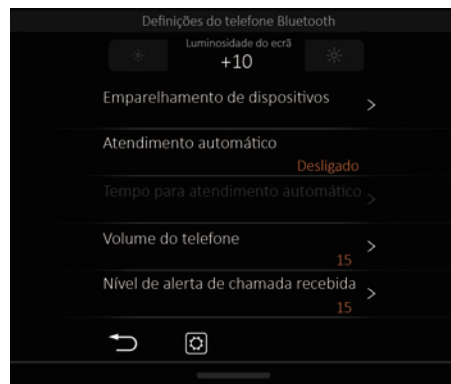 Definições do telefone Bluetooth
Luminosidade do ecrã
+10
Emparelhamento de dispositivos
Atendimento automático
Desligado
Tempo para atendimento automático
Volume do telefone
15
Nível de alerta de chamada recebida
15